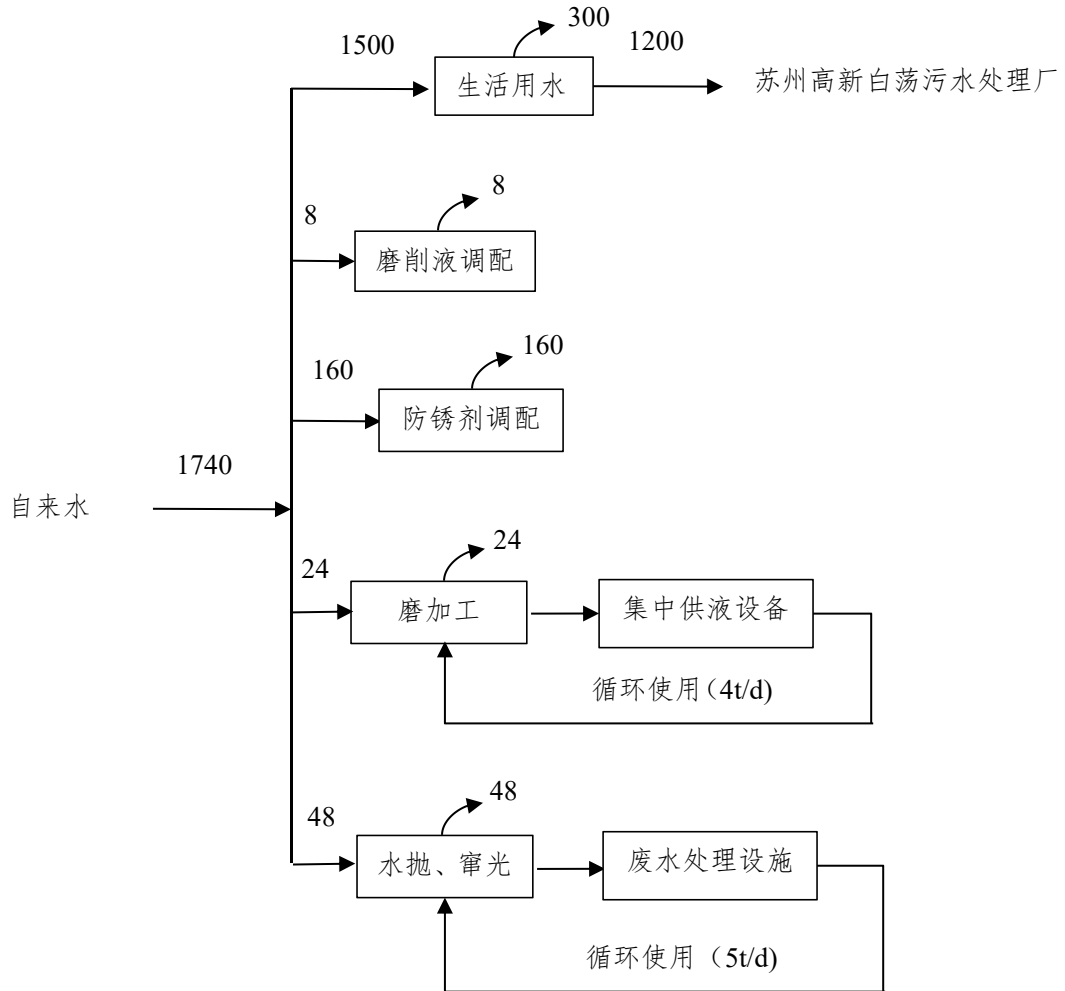 300
1500
1200
生活用水
苏州高新白荡污水处理厂
8
8
磨削液调配
160
160
防锈剂调配
1740
自来水
24
24
磨加工
集中供液设备
循环使用（4t/d)
48
48
水抛、窜光
废水处理设施
循环使用（5t/d)